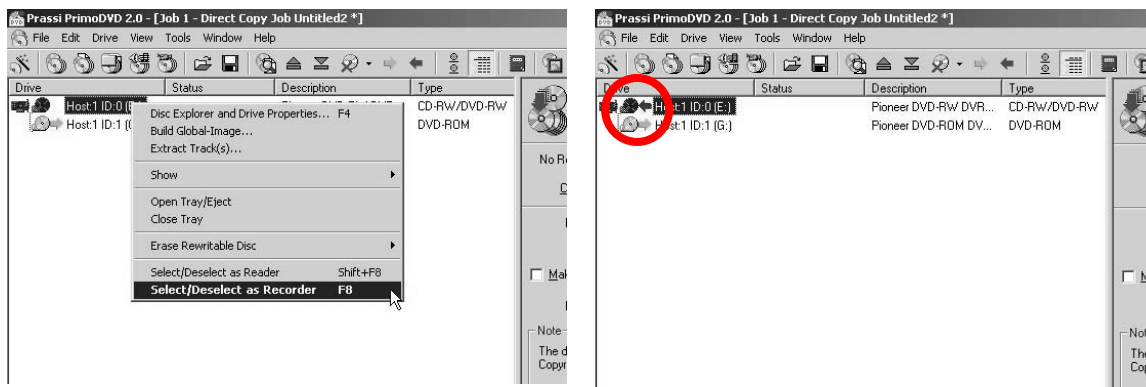 Prassi PrimoDVD 2.0 - [Job 1 - Direct Copy Job Untitled2 *]
File Edit Drive View Tools Window Help
Drive Status Description Type
Host:1 ID:0 CD-RW/DVD-RW
Host:1 ID:1 DVD-ROM
Disc Explorer and Drive Properties... F4
Build Global-Image...
Extract Track(s)...
Show
Open Tray/Eject
Close Tray
Erase Rewritable Disc
Select/Deselect as Reader Shift+F8
Select/Deselect as Recorder F8
No R
Mak
Note
The d
Copyr
Prassi PrimoDVD 2.0 - [Job 1 - Direct Copy Job Untitled2 *]
File Edit Drive View Tools Window Help
Status Description Type
ID:0 (E:) Pioneer DVD-RW DVR... CD-RW/DVD-RW
ID:1 (G:) Pioneer DVD-ROM DV... DVD-ROM
Not
The
Cop